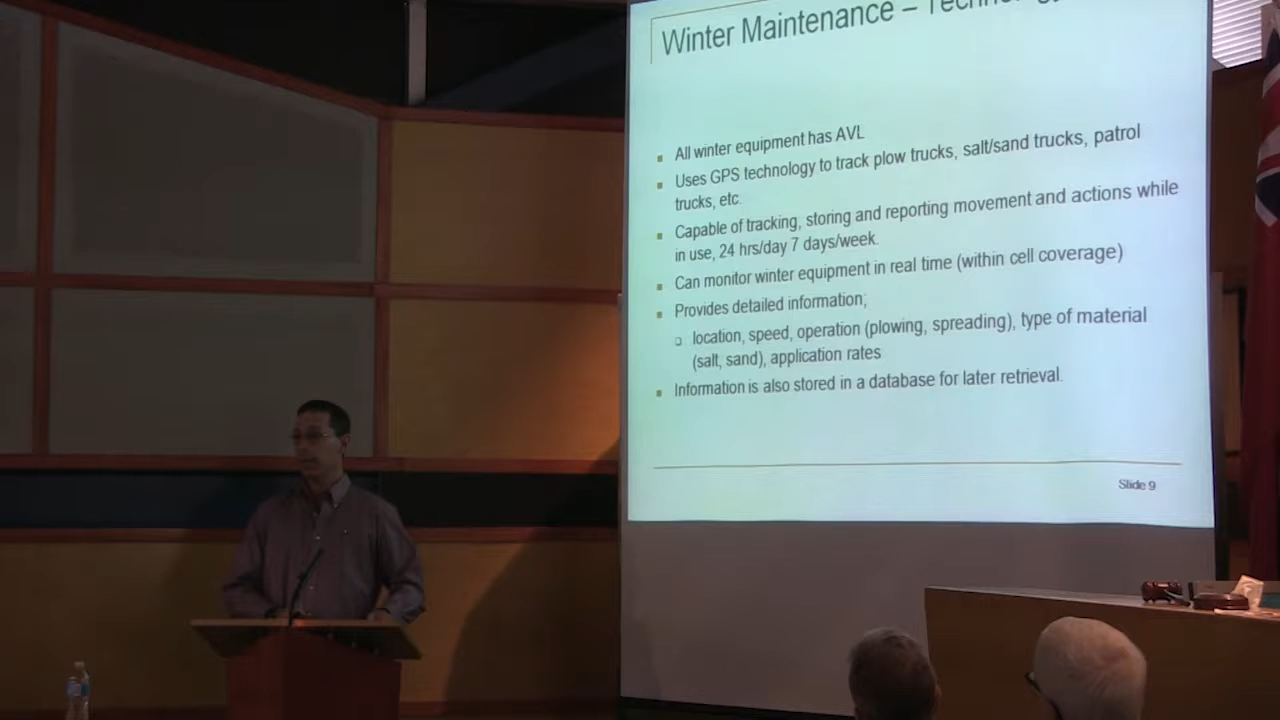 Winter Maintenance – Technology
All winter equipment has AVL
Uses GPS technology to track plow trucks, salt/sand trucks, patrol
trucks, etc.
Capable of tracking, storing and reporting movement and actions while
in use, 24 hrs/day 7 days/week.
Can monitor winter equipment in real time (within cell coverage)
Provides detailed information;
location, speed, operation (plowing, spreading), type of material
(salt, sand), application rates
Information is also stored in a database for later retrieval.
Slide 9